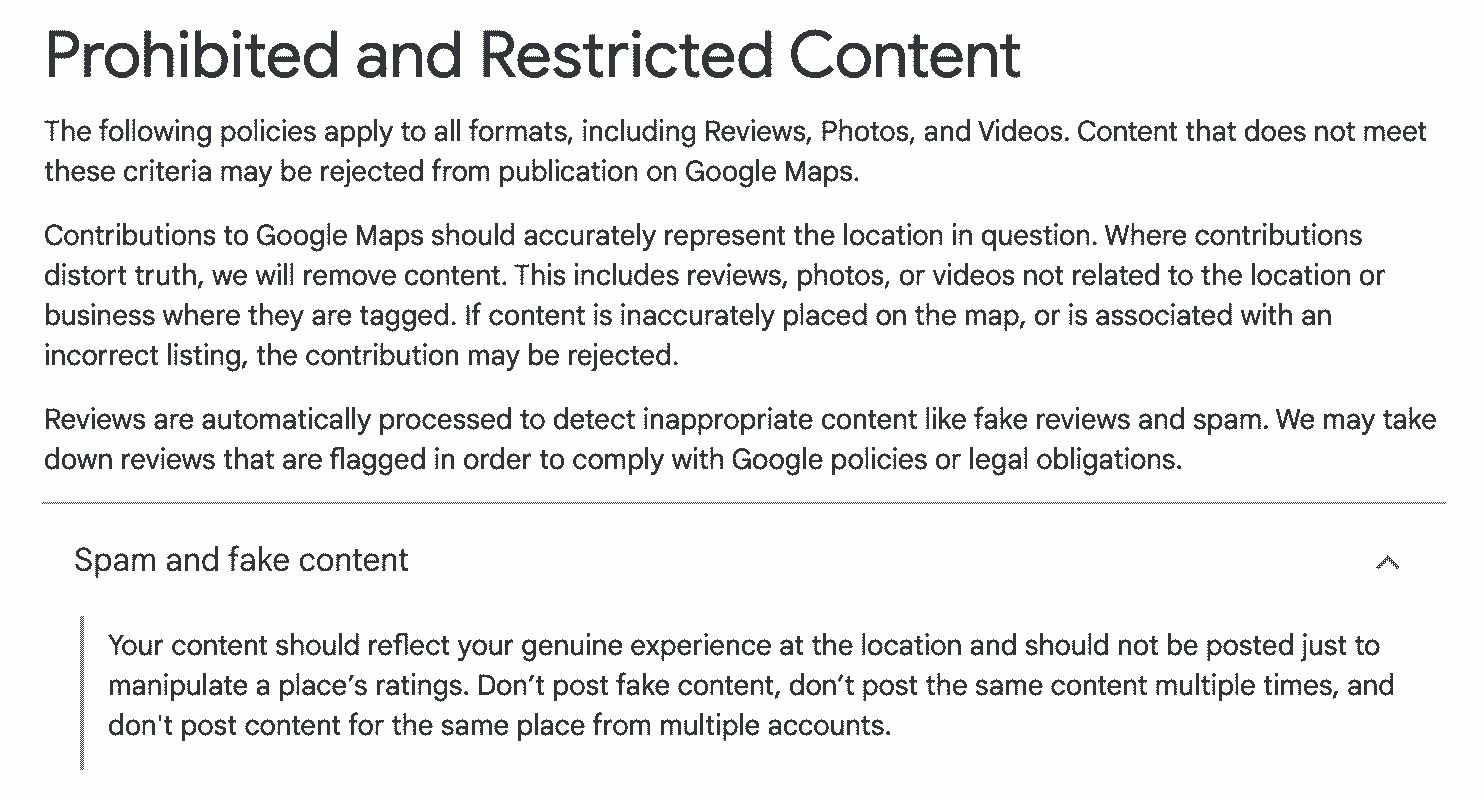 Prohibited and Restricted Content
The following policies apply to all formats, including Reviews, Photos, and Videos. Content that does not meet
these criteria may be rejected from publication on Google Maps.
Contributions to Google Maps should accurately represent the location in question. Where contributions
distort truth, we will remove content. This includes reviews, photos, or videos not related to the location or
business where they are tagged. If content is inaccurately placed on the map, or is associated with an
incorrect listing, the contribution may be rejected.
Reviews are automatically processed to detect inappropriate content like fake reviews and spam. We may take
down reviews that are flagged in order to comply with Google policies or legal obligations.
Spam and fake content
Your content should reflect your genuine experience at the location and should not be posted just to
manipulate a place’s ratings. Don’t post fake content, don’t post the same content multiple times, and
don't post content for the same place from multiple accounts.